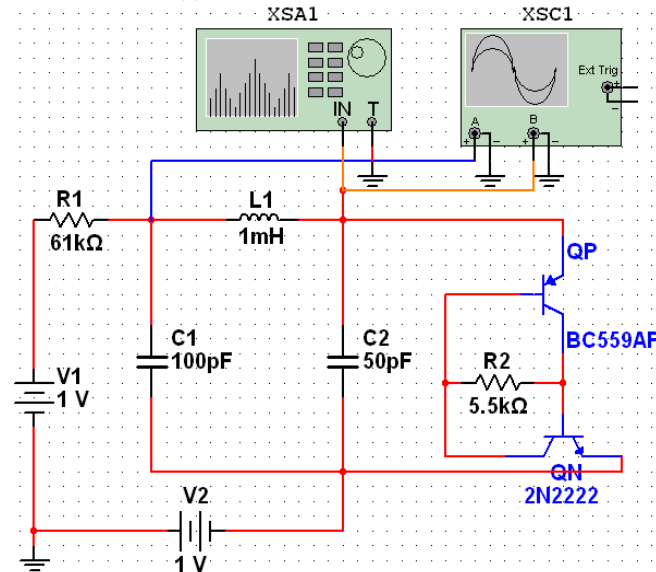 XSA1 XSC1
Ext Trig
+
IN T A B
+ - + -
R1 L1
61kΩ 1mH
QP
C1 C2
100pF 50pF
BC559AF
R2
V1
1 V
5.5kΩ
QN
2N2222
V2
1 V